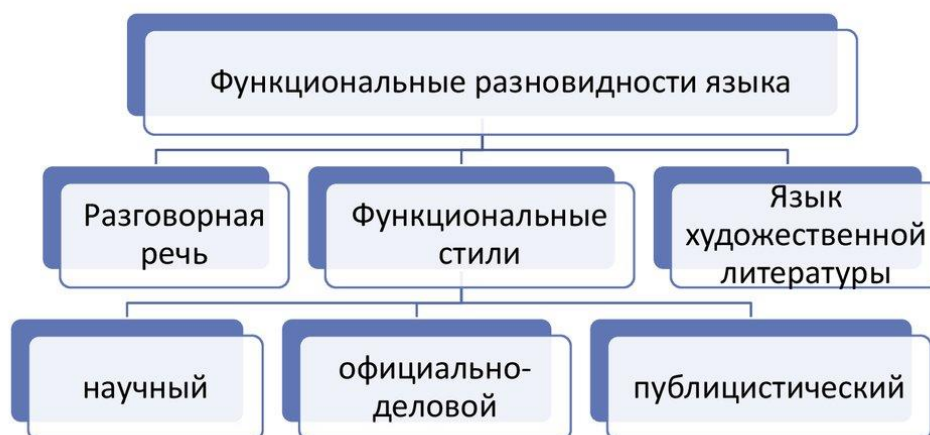 Функциональные разновидности языка
Разговорная
речь
Функциональные
стили
Язык
художественной
литературы
научный
официально-
деловой
публицистический